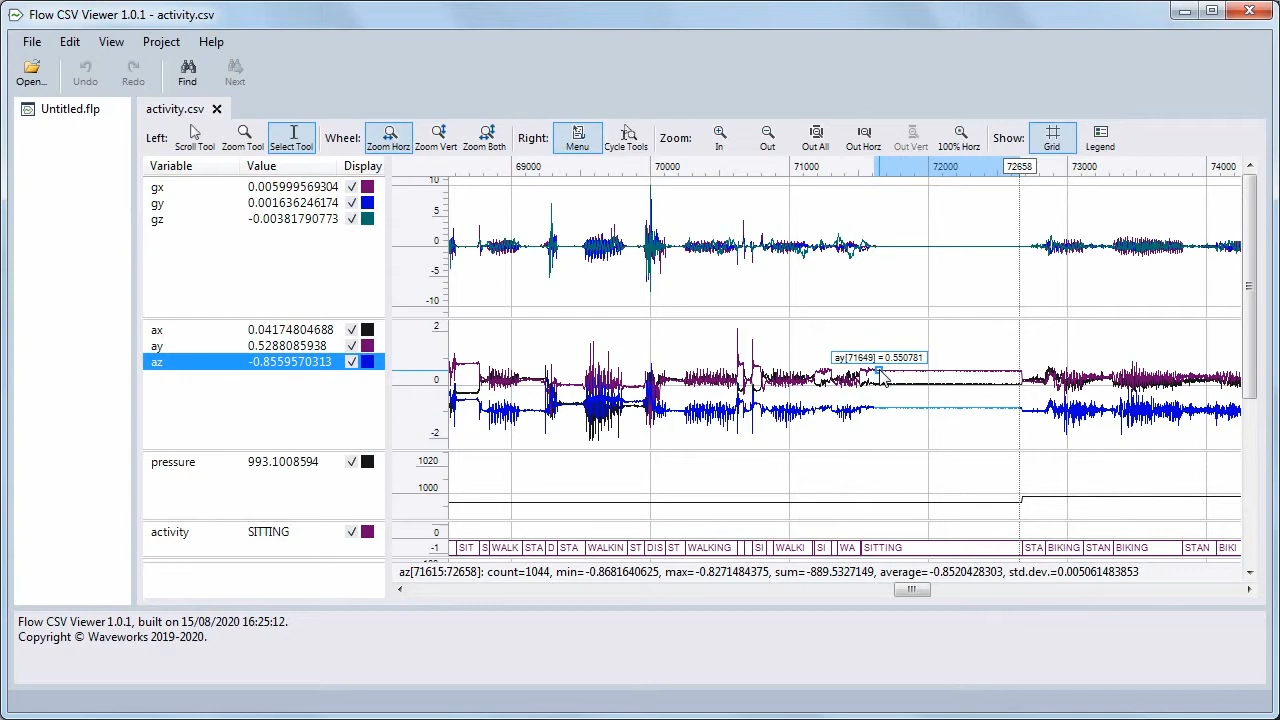 Flow CSV Viewer 1.0.1 - activity.csv
File Edit View Project Help
Open... Undo Redo Find Next
Untitled.flp
activity.csv
Left: Scroll Tool Zoom Tool Select Tool Wheel: Zoom Horz Zoom Vert Zoom Both Right: Menu Cycle Tools Zoom: In Out Out All Out Horz Out Vert 100% Horz Show: Grid Legend
Variable Value Display 69000 70000 71000 72000 72658 73000 74000
gx 0.005999569304
gy 0.001636246174
gz -0.00381790773
10
5
0
-5
-10
ax 0.04174804688
ay 0.5288085938
az -0.8559570313
2
0
-2
ay[71649] = 0.550781
pressure 993.1008594
1020
1000
activity SITTING
0
-1
SIT S WALK STA D STA WALKIN ST DIS ST WALKING SI WALKI SI WA SITTING STA BIKING STAN BIKING STAN BIKI
az[71615:72658]: count=1044, min=-0.8681640625, max=-0.8271484375, sum=-889.5327149, average=-0.8520428303, std.dev.=0.005061483853
Flow CSV Viewer 1.0.1, built on 15/08/2020 16:25:12.
Copyright © Waveworks 2019-2020.